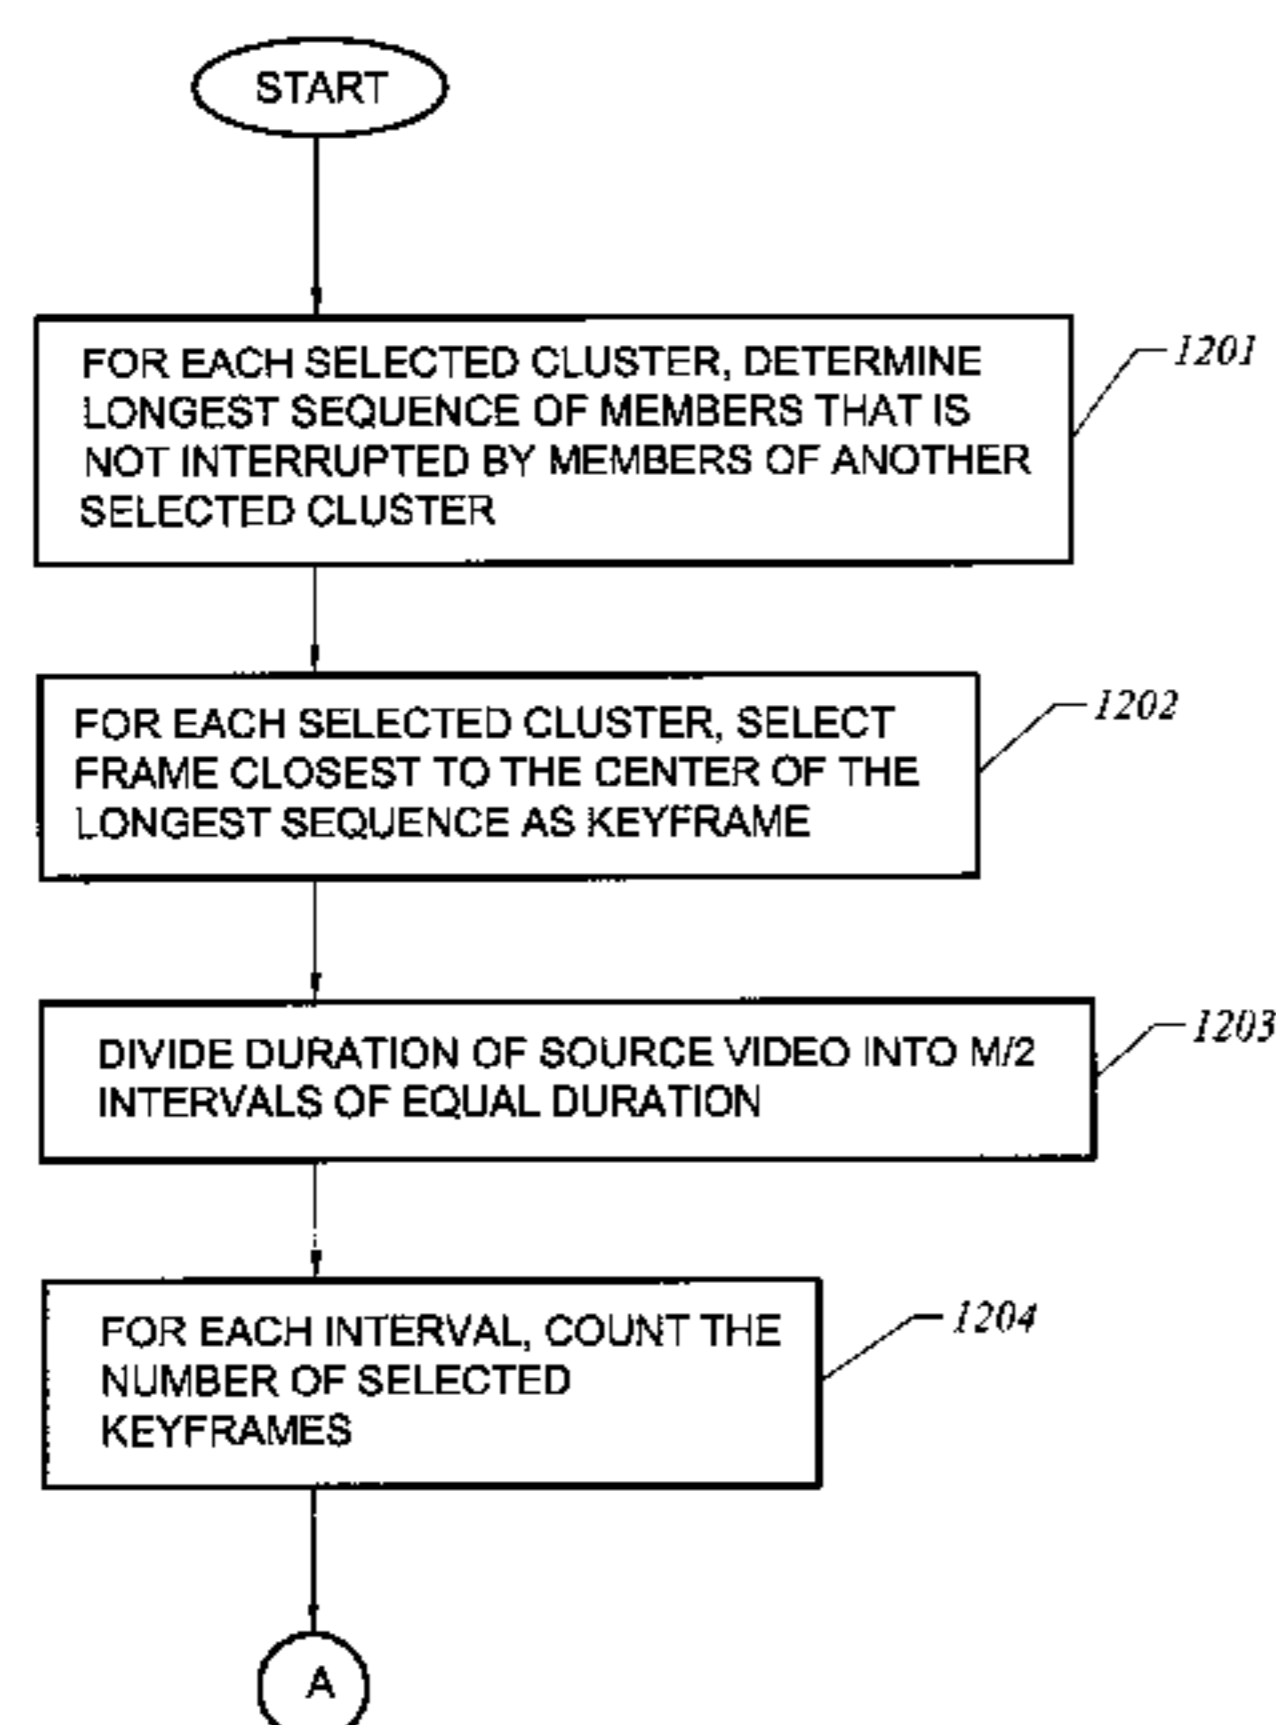 START
FOR EACH SELECTED CLUSTER, DETERMINE
LONGEST SEQUENCE OF MEMBERS THAT IS
NOT INTERRUPTED BY MEMBERS OF ANOTHER
SELECTED CLUSTER
1201
FOR EACH SELECTED CLUSTER, SELECT
FRAME CLOSEST TO THE CENTER OF THE
LONGEST SEQUENCE AS KEYFRAME
1202
DIVIDE DURATION OF SOURCE VIDEO INTO M/2
INTERVALS OF EQUAL DURATION
1203
FOR EACH INTERVAL, COUNT THE
NUMBER OF SELECTED
KEYFRAMES
1204
A